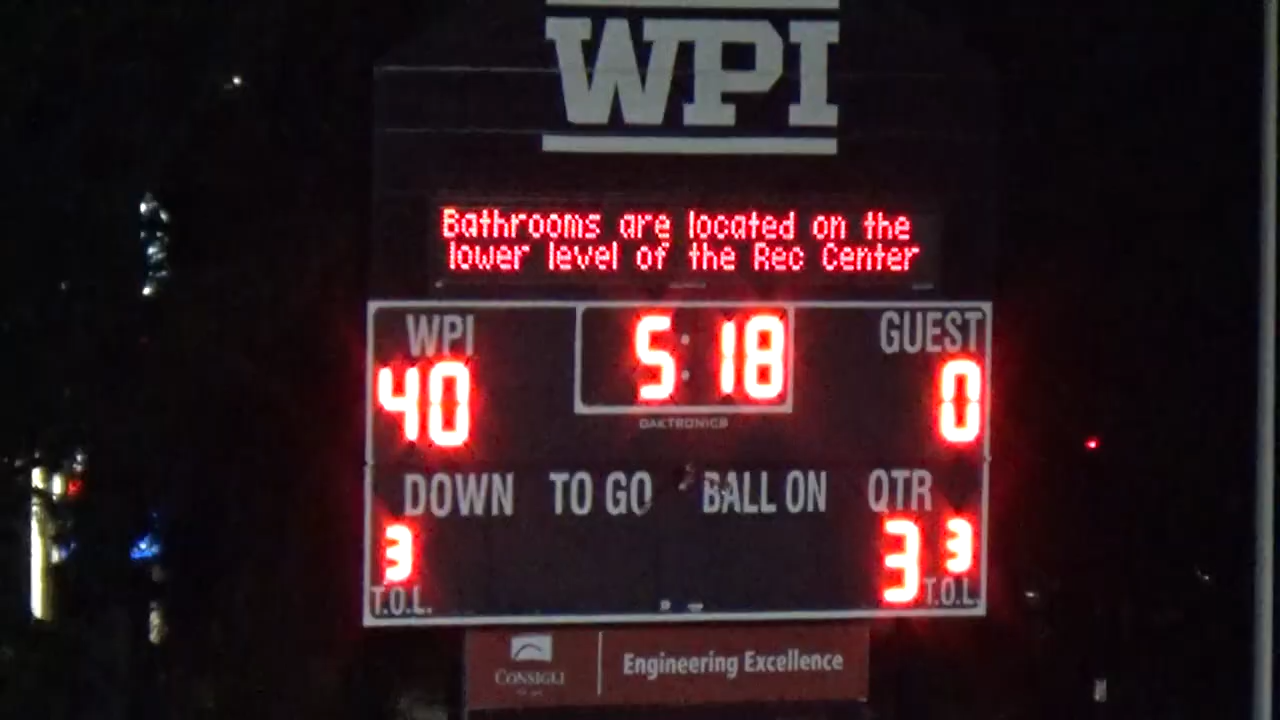 WPI
Bathrooms are located on the
lower level of the Rec Center
WPI 5:18 GUEST
40 0
DAKTRONICS
DOWN TO GO BALL ON QTR
3 3 3
T.O.L. T.O.L.
CONSIGLI Engineering Excellence